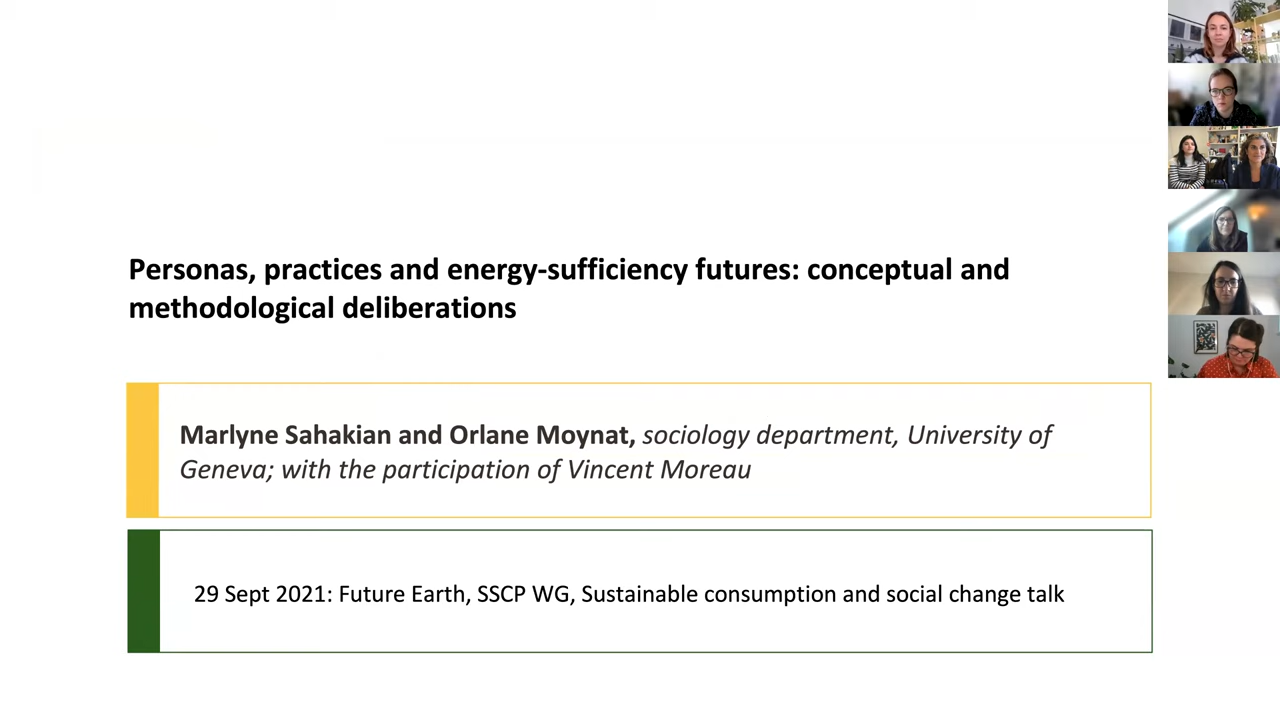 Personas, practices and energy-sufficiency futures: conceptual and
methodological deliberations
Marlyne Sahakian and Orlane Moynat, sociology department, University of
Geneva; with the participation of Vincent Moreau
29 Sept 2021: Future Earth, SSCP WG, Sustainable consumption and social change talk